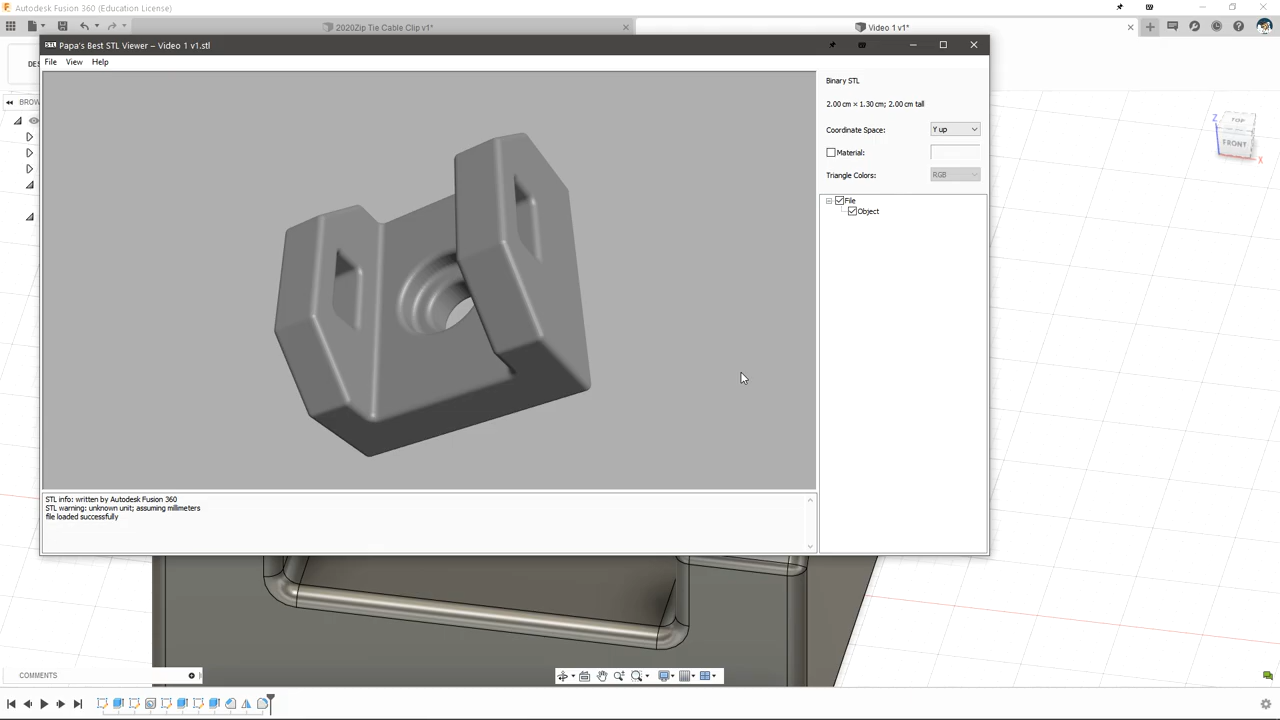 Autodesk Fusion 360 (Education License)
2020Zip Tie Cable Clip v1*
Video 1 v1*
Papa's Best STL Viewer – Video 1 v1.stl
File View Help
Binary STL
2.00 cm × 1.30 cm; 2.00 cm tall
Coordinate Space: Y up
Material:
Triangle Colors: RGB
File
Object
DES
BROW
TOP
FRONT
Z
X
STL info: written by Autodesk Fusion 360
STL warning: unknown unit; assuming millimeters
file loaded successfully
COMMENTS